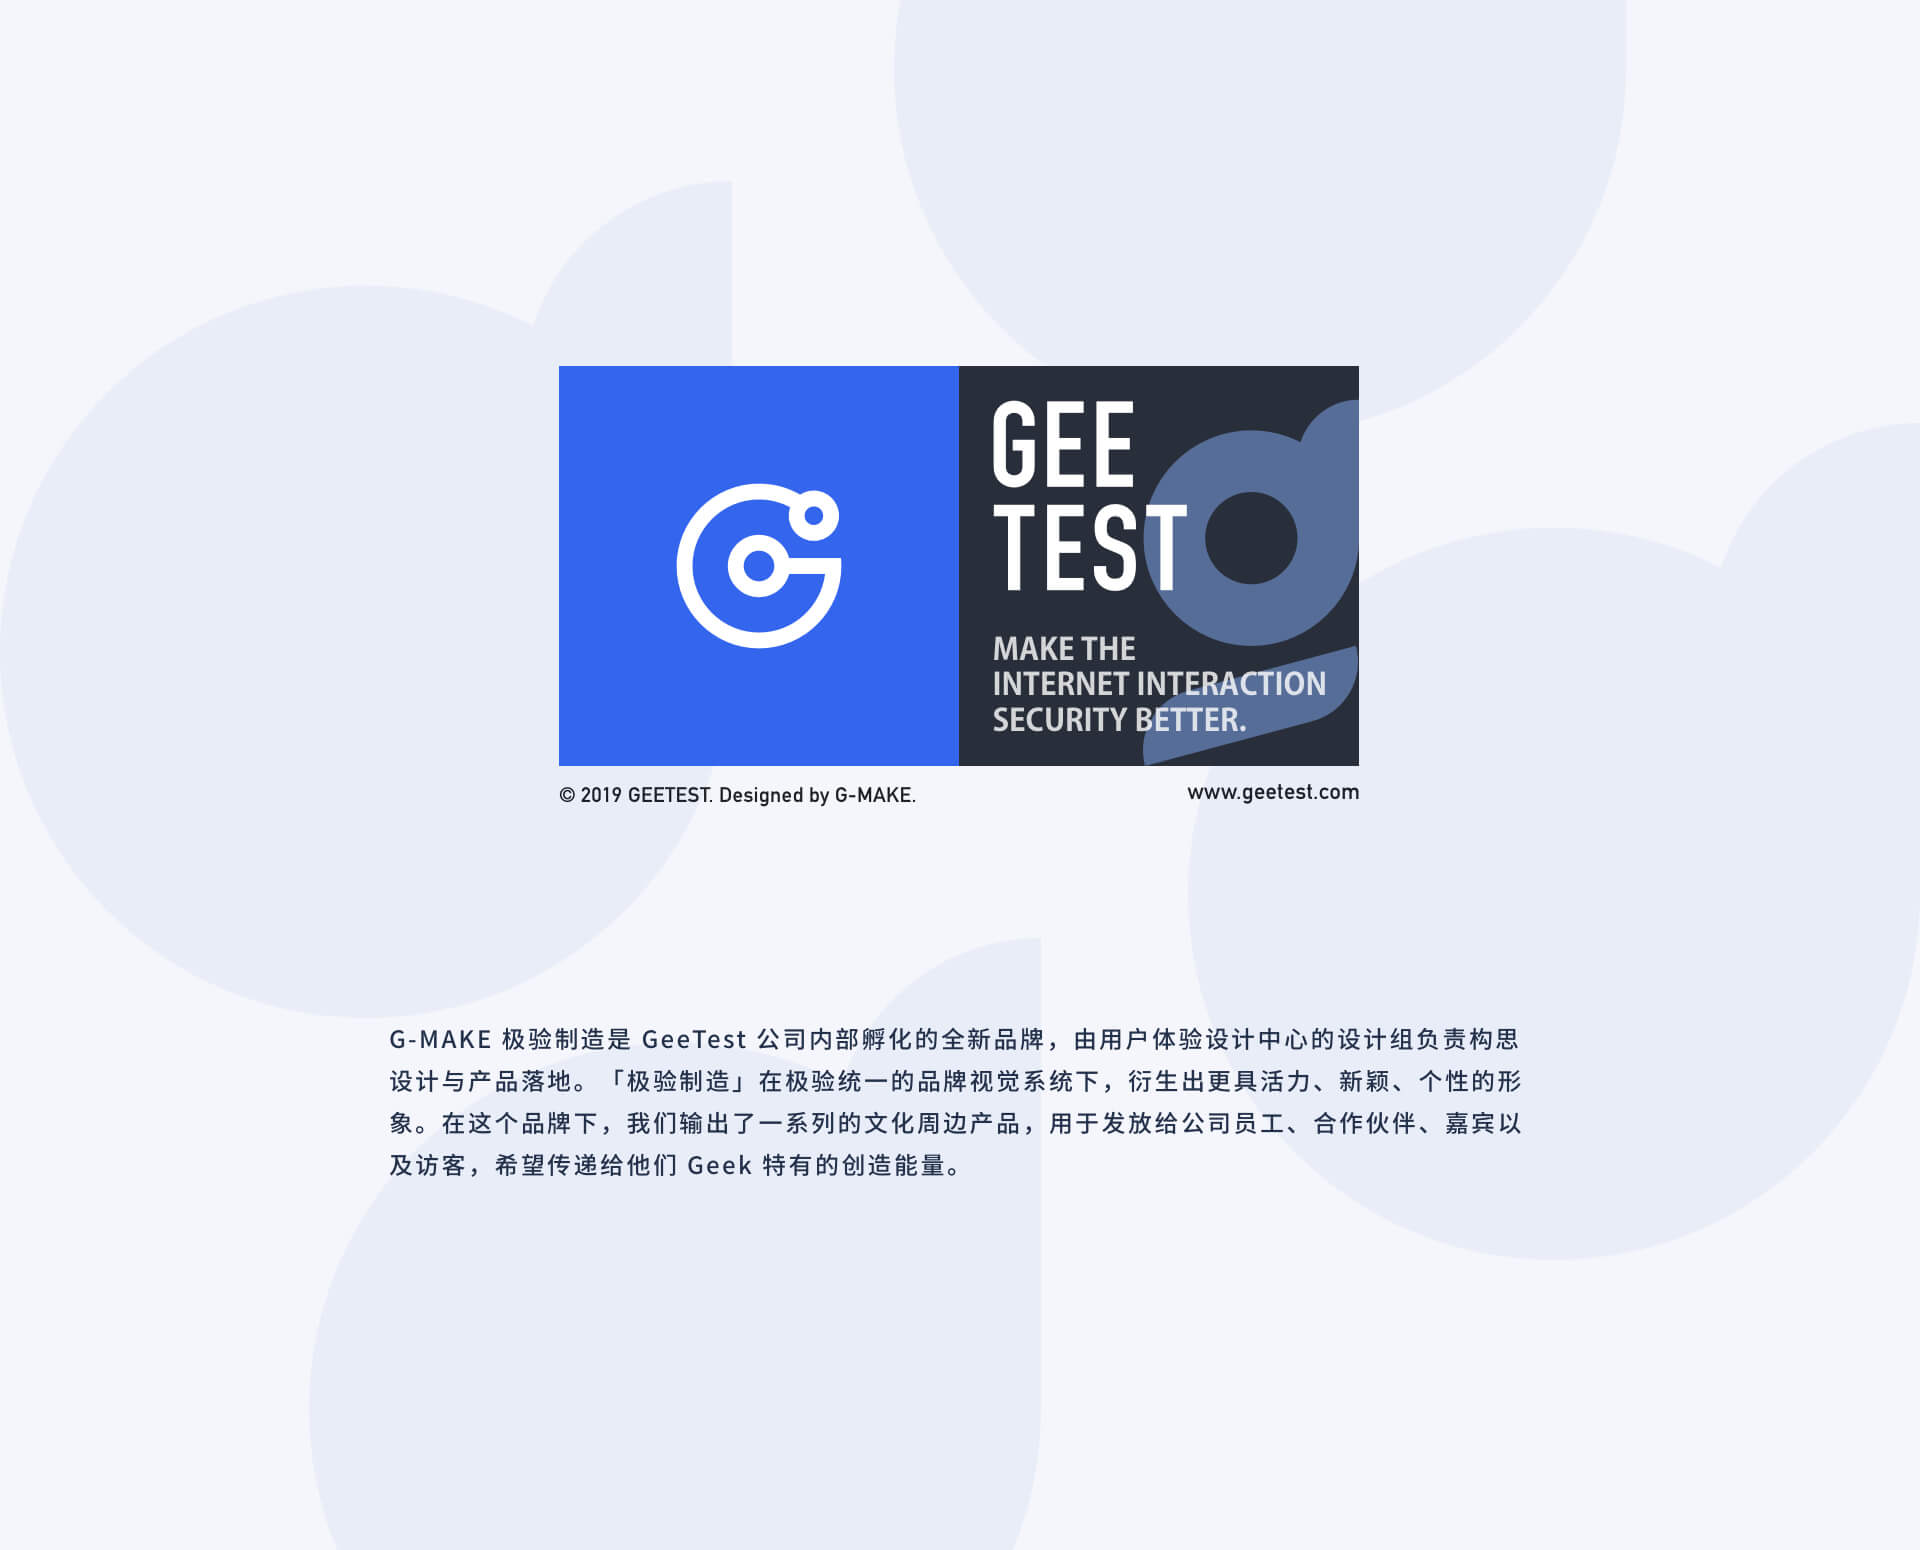 GEE
TEST
MAKE THE
INTERNET INTERACTION
SECURITY BETTER.
© 2019 GEETEST. Designed by G-MAKE.
www.geetest.com
G-MAKE 极验制造是 GeeTest 公司内部孵化的全新品牌，由用户体验设计中心的设计组负责构思
设计与产品落地。「极验制造」在极验统一的品牌视觉系统下，衍生出更具活力、新颖、个性的形
象。在这个品牌下，我们输出了一系列的文化周边产品，用于发放给公司员工、合作伙伴、嘉宾以
及访客，希望传递给他们 Geek 特有的创造能量。